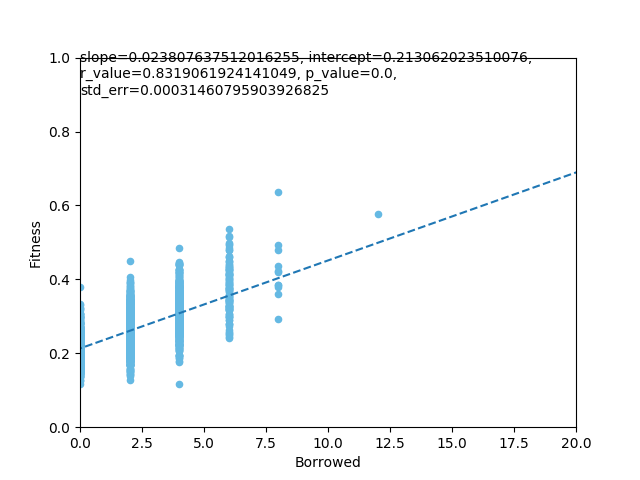 slope=0.023807637512016255, intercept=0.213062023510076,
r_value=0.8319061924141049, p_value=0.0,
std_err=0.00031460795903926825
1.0
0.8
0.6
0.4
0.2
0.0
Fitness
0.0 2.5 5.0 7.5 10.0 12.5 15.0 17.5 20.0
Borrowed